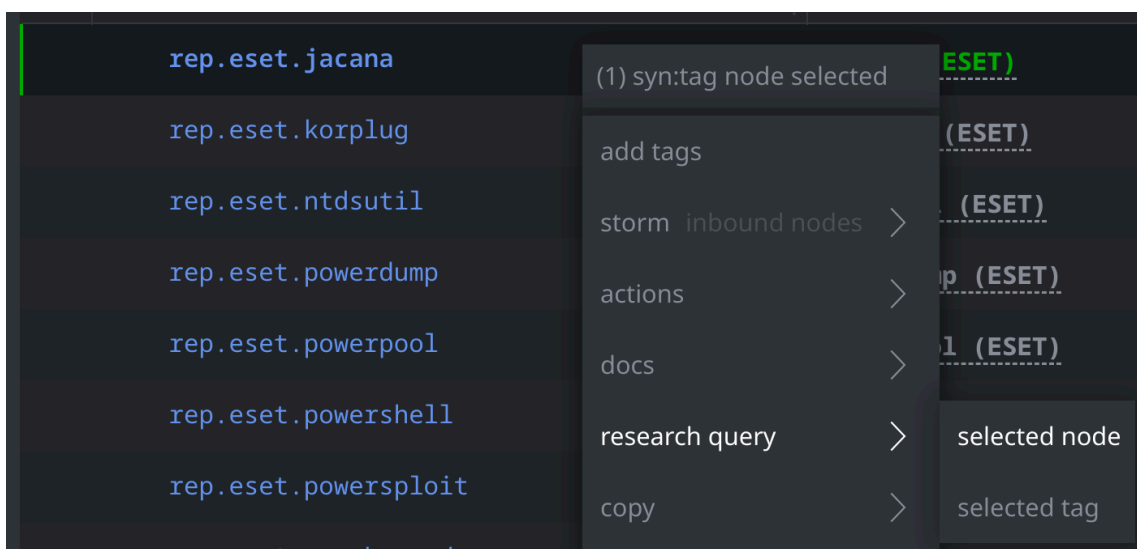 rep.eset.jacana
ESET)
(1) syn:tag node selected
rep.eset.korplug
(ESET)
add tags
rep.eset.ntdsutil
(ESET)
storm inbound nodes
rep.eset.powerdump
p (ESET)
actions
rep.eset.powerpool
l (ESET)
docs
rep.eset.powershell
research query
selected node
rep.eset.powersploit
copy
selected tag